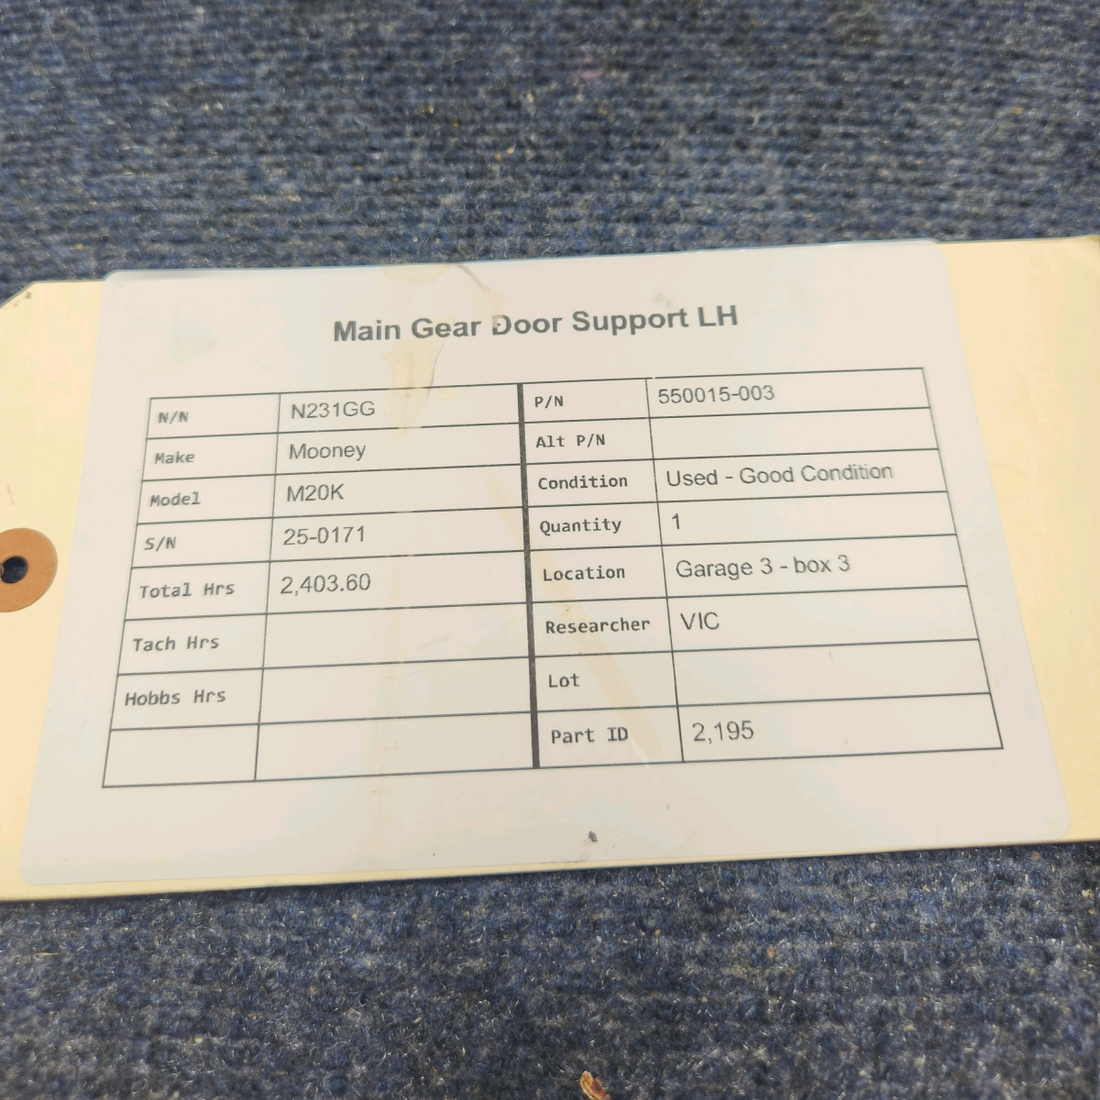 Main Gear Door Support LH
N/N N231GG P/N 550015-003
Make Mooney Alt P/N
Model M20K Condition Used - Good Condition
S/N 25-0171 Quantity 1
Total Hrs 2,403.60 Location Garage 3 - box 3
Tach Hrs Researcher VIC
Hobbs Hrs Lot
Part ID 2,195